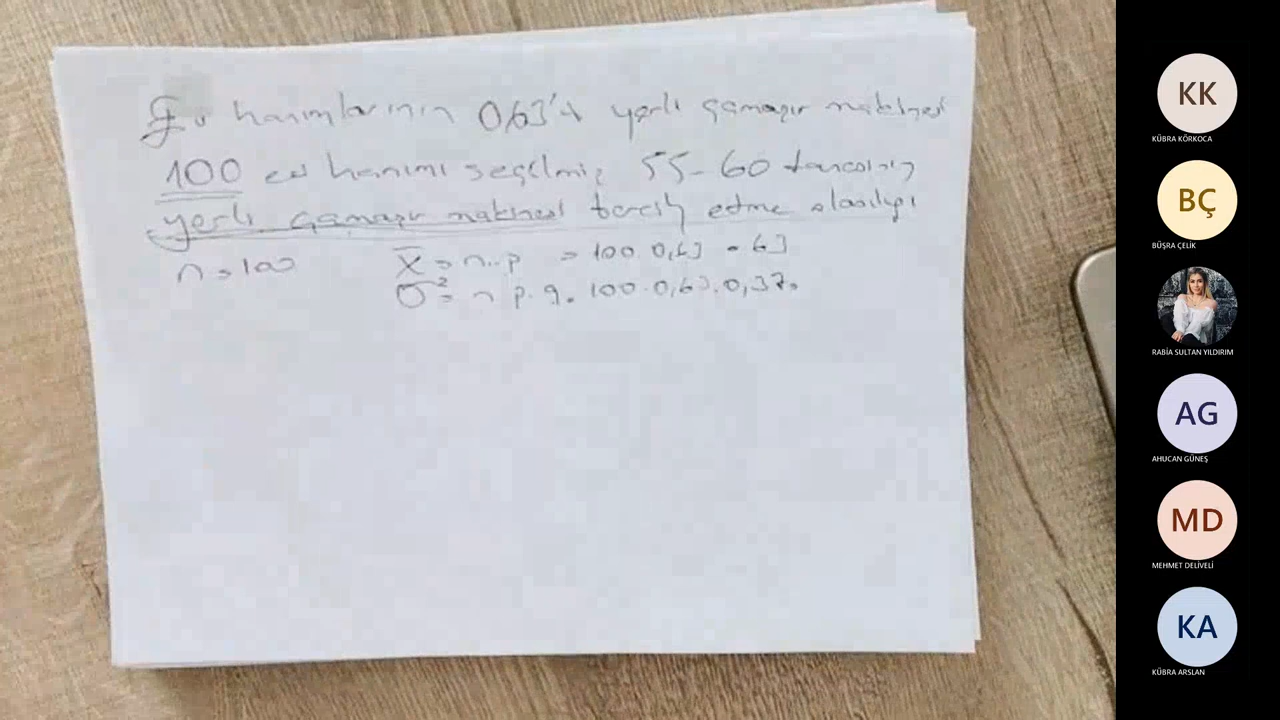 Ev hanımlarının 0,63'ü yerli çamaşır makinesi
100 ev hanımı seçilmiş 55-60 tanesinin
yerli çamaşır makinesi tercih etme olasılığı
n = 100
x̄ = n.p = 100.0,63 = 63
σ² = n.p.q = 100.0,63.0,37=
KK
KÜBRA KÖRKOCA
BÇ
BÜŞRA ÇELİK
RABİA SULTAN YILDIRIM
AG
AHUCAN GÜNEŞ
MD
MEHMET DELİVELİ
KA
KÜBRA ARSLAN